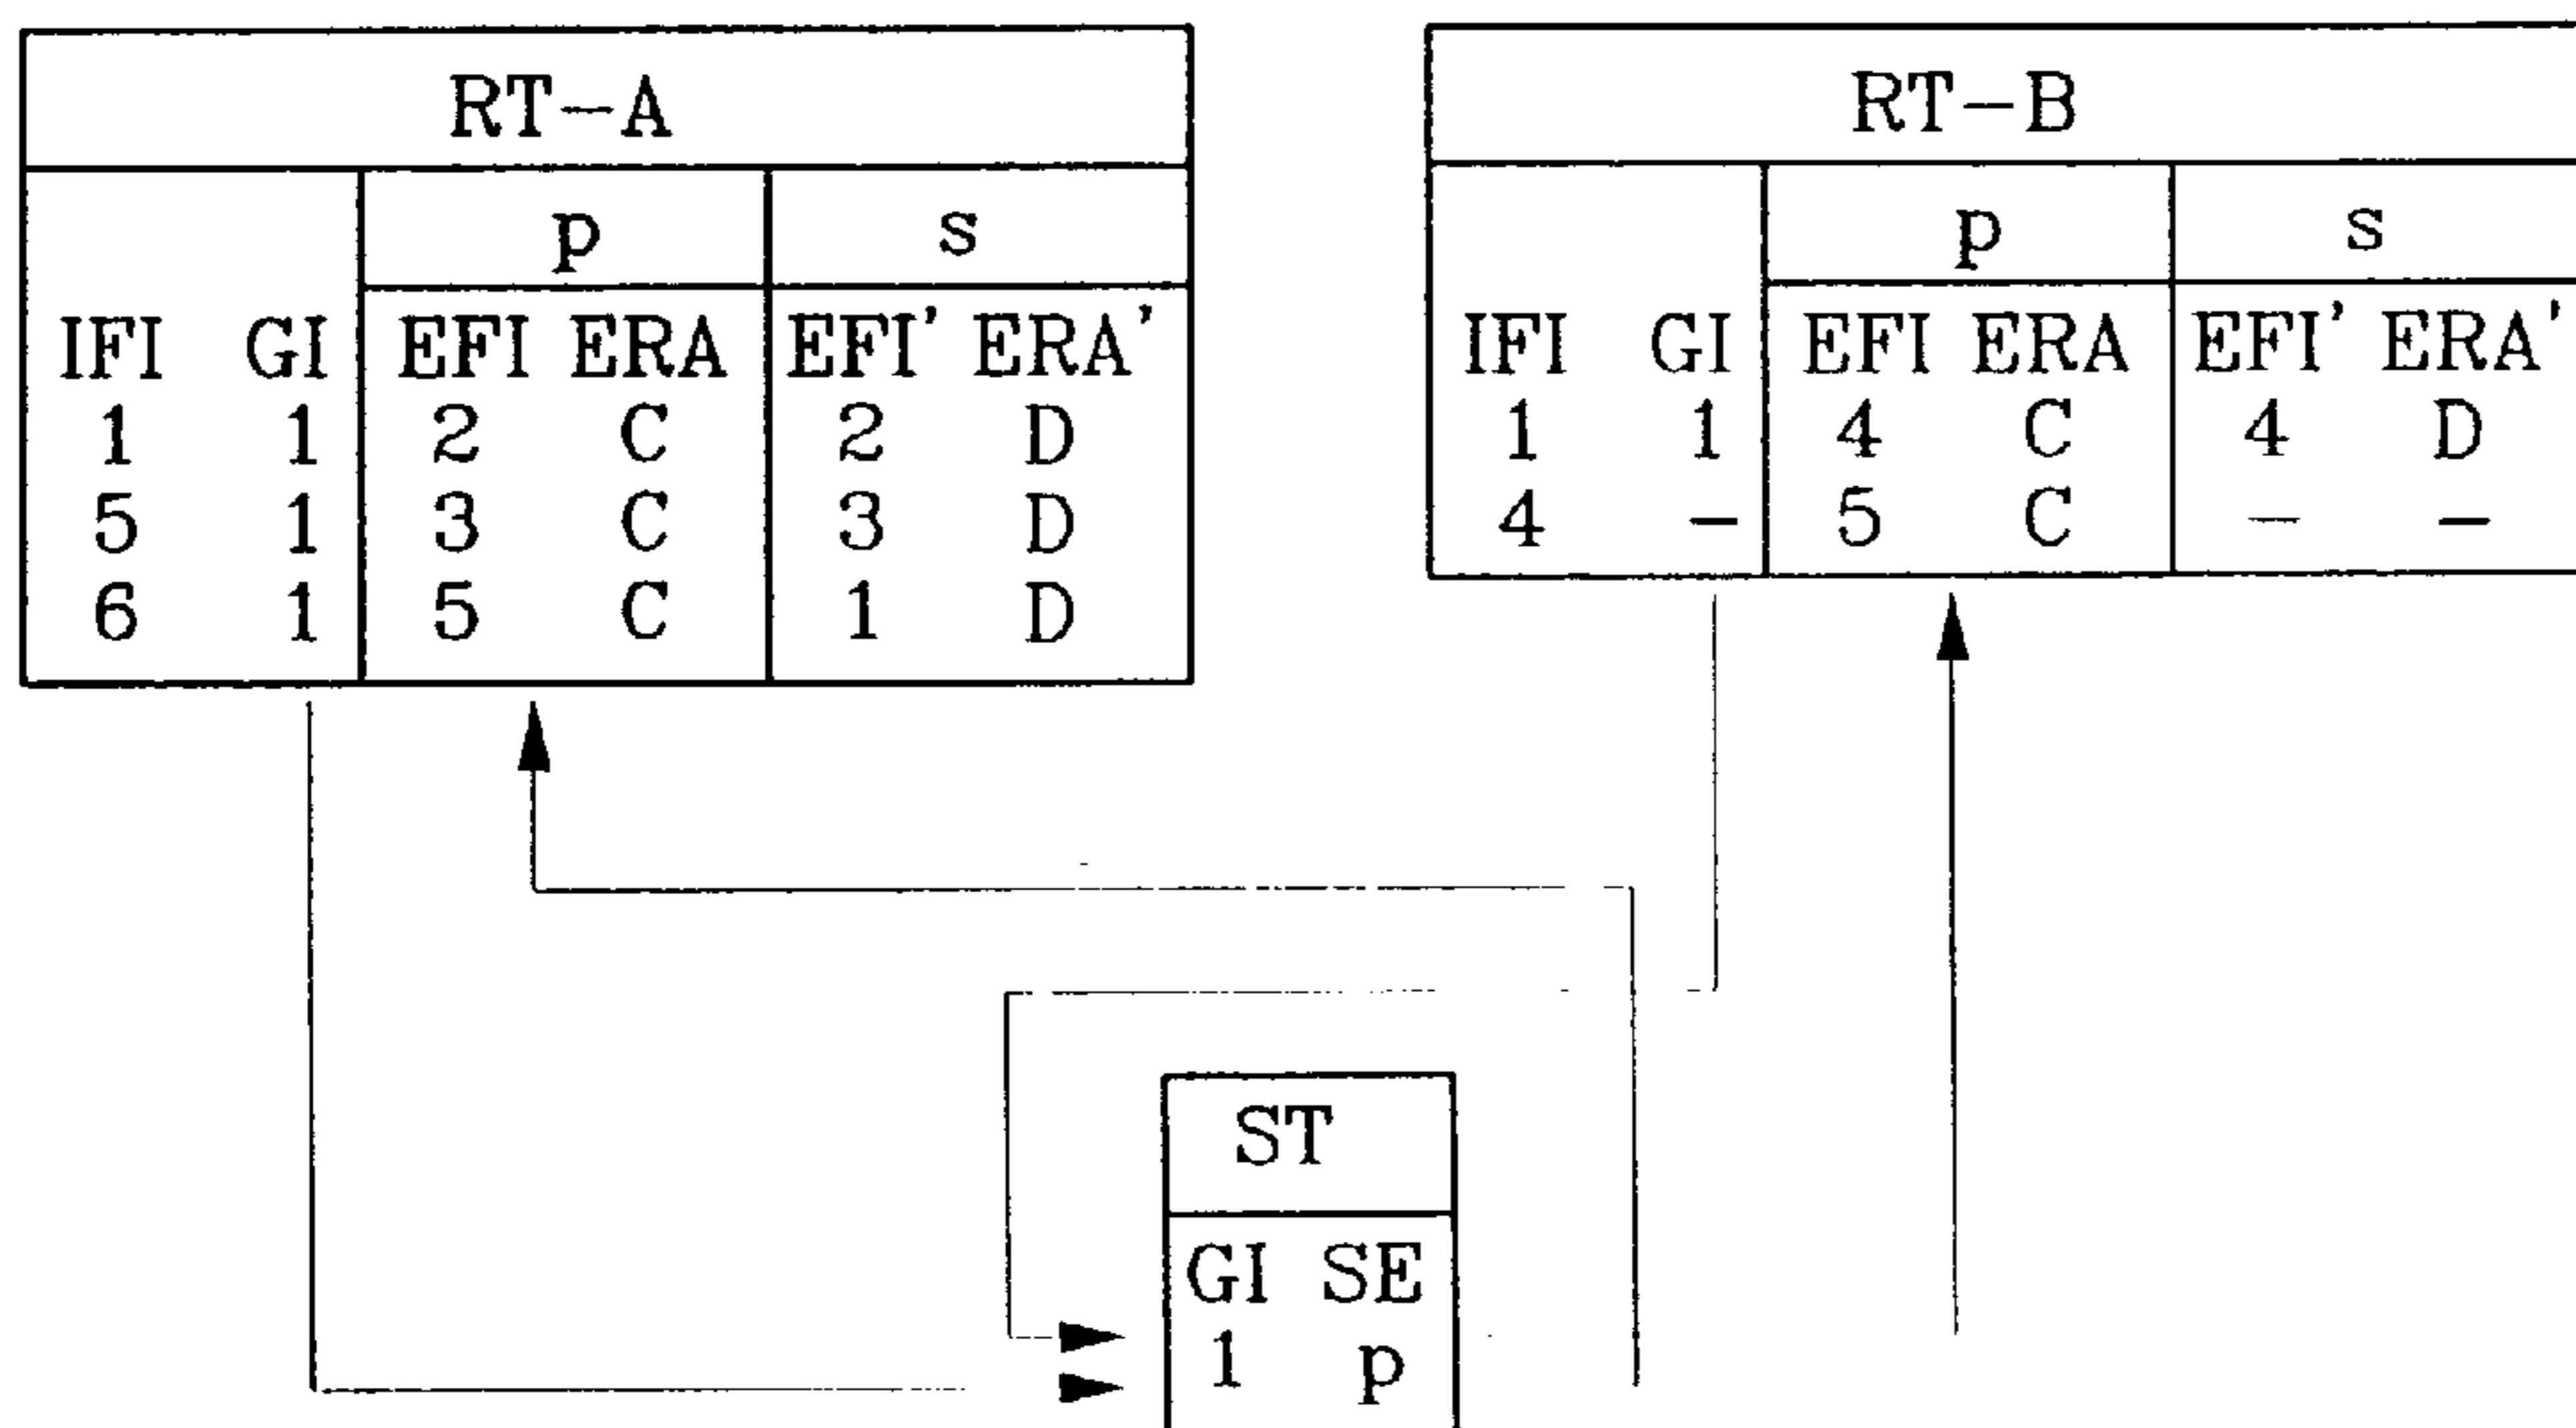 RT-A
p s
IFI GI EFI ERA EFI' ERA'
1 1 2 C 2 D
5 1 3 C 3 D
6 1 5 C 1 D
RT-B
p s
IFI GI EFI ERA EFI' ERA'
1 1 4 C 4 D
4 - 5 C - -
ST
GI SE
1 p